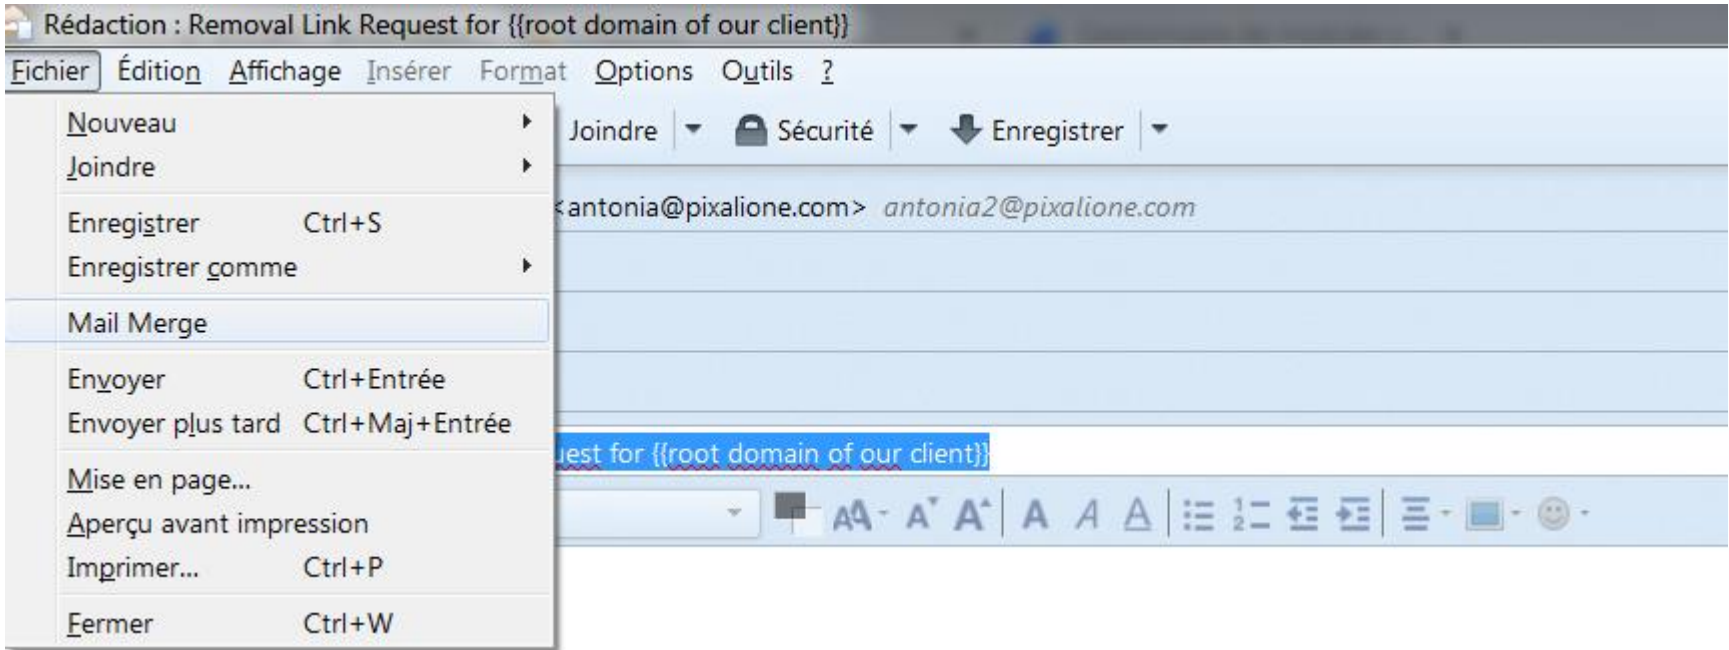 Rédaction : Removal Link Request for {{root domain of our client}}
Fichier Édition Affichage Insérer Format Options Outils ?
Nouveau
Joindre
Enregistrer Ctrl+S
Enregistrer comme
Mail Merge
Envoyer Ctrl+Entrée
Envoyer plus tard Ctrl+Maj+Entrée
Mise en page...
Aperçu avant impression
Imprimer... Ctrl+P
Fermer Ctrl+W
Joindre Sécurité Enregistrer
<antonia@pixalione.com> antonia2@pixalione.com
uest for {{root domain of our client}}